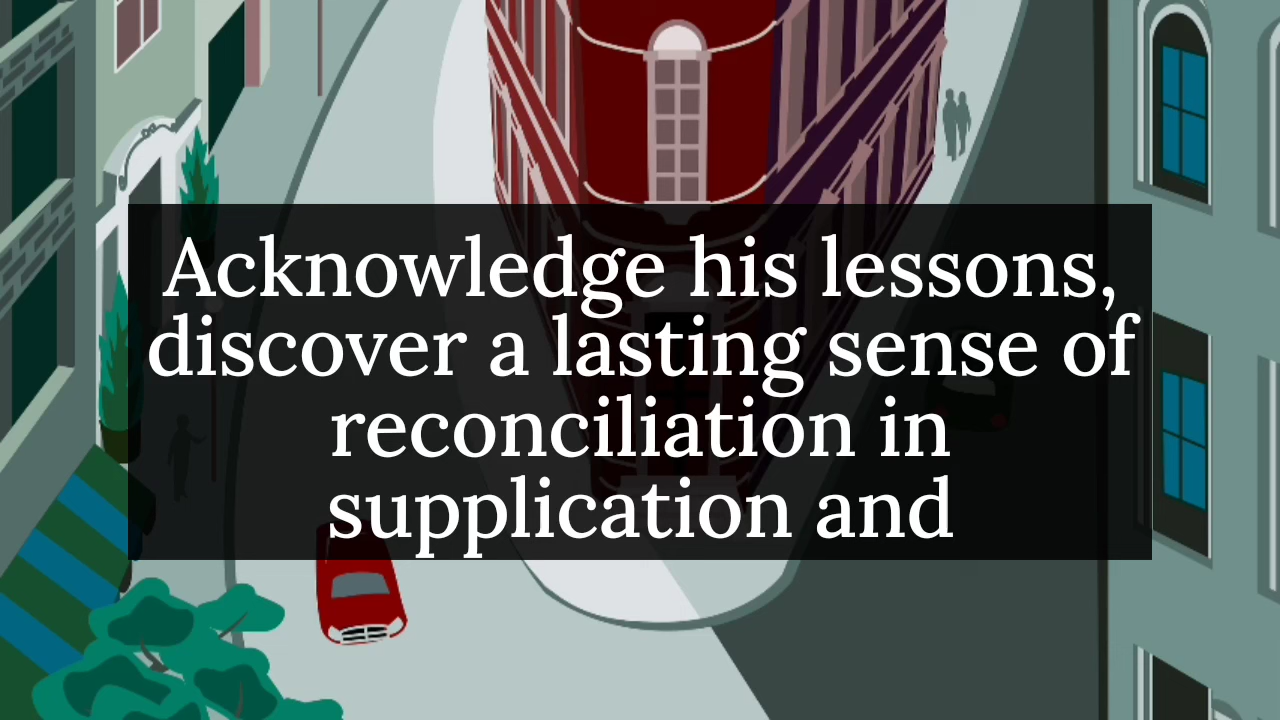 Acknowledge his lessons,
discover a lasting sense of
reconciliation in
supplication and